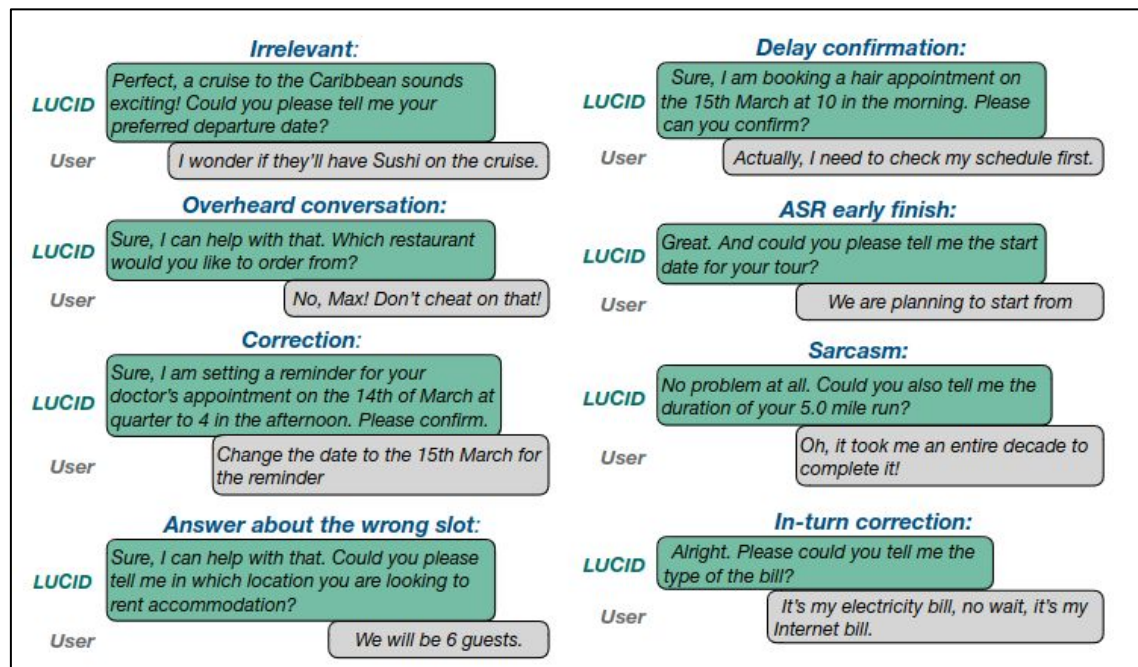 Irrelevant:
LUCID
Perfect, a cruise to the Caribbean sounds
exciting! Could you please tell me your
preferred departure date?
User
I wonder if they'll have Sushi on the cruise.
Overheard conversation:
LUCID
Sure, I can help with that. Which restaurant
would you like to order from?
User
No, Max! Don't cheat on that!
Correction:
LUCID
Sure, I am setting a reminder for your
doctor's appointment on the 14th of March at
quarter to 4 in the afternoon. Please confirm.
User
Change the date to the 15th March for
the reminder
Answer about the wrong slot:
LUCID
Sure, I can help with that. Could you please
tell me in which location you are looking to
rent accommodation?
User
We will be 6 guests.
Delay confirmation:
LUCID
Sure, I am booking a hair appointment on
the 15th March at 10 in the morning. Please
can you confirm?
User
Actually, I need to check my schedule first.
ASR early finish:
LUCID
Great. And could you please tell me the start
date for your tour?
User
We are planning to start from
Sarcasm:
LUCID
No problem at all. Could you also tell me the
duration of your 5.0 mile run?
User
Oh, it took me an entire decade to
complete it!
In-turn correction:
LUCID
Alright. Please could you tell me the
type of the bill?
User
It's my electricity bill, no wait, it's my
Internet bill.